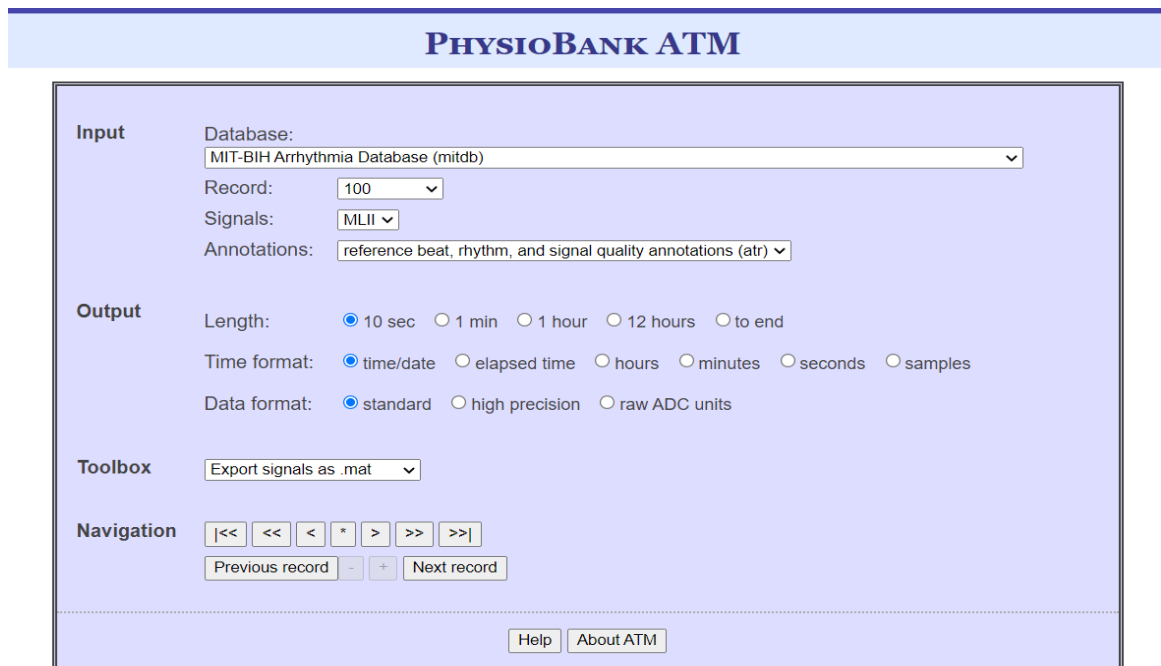 PHYSIOBANK ATM
Input
Database:
MIT-BIH Arrhythmia Database (mitdb)
Record: 100
Signals: MLII
Annotations: reference beat, rhythm, and signal quality annotations (atr)
Output
Length: 10 sec 1 min 1 hour 12 hours to end
Time format: time/date elapsed time hours minutes seconds samples
Data format: standard high precision raw ADC units
Toolbox Export signals as .mat
Navigation |<< << < * > >> >>|
Previous record - + Next record
Help About ATM